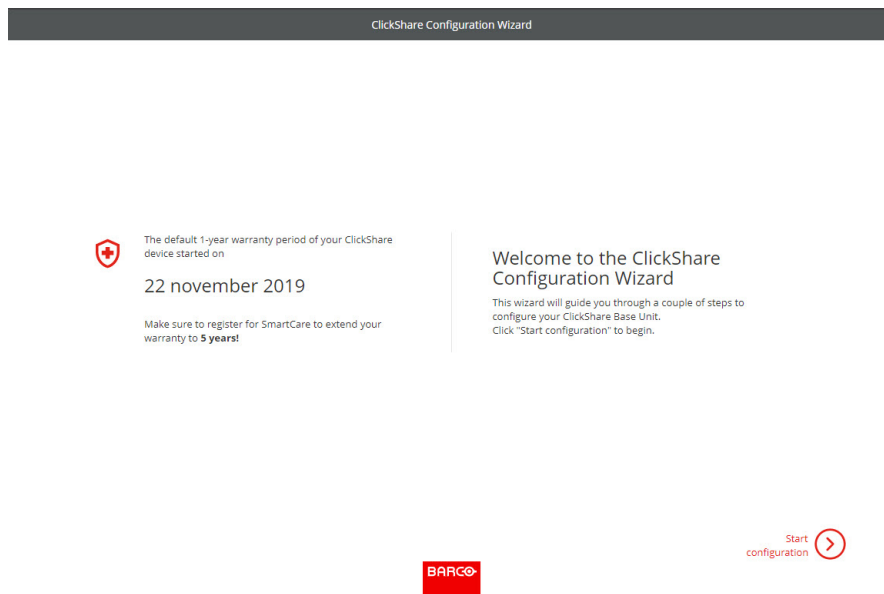 ClickShare Configuration Wizard
The default 1-year warranty period of your ClickShare
device started on
22 november 2019
Make sure to register for SmartCare to extend your
warranty to 5 years!
Welcome to the ClickShare
Configuration Wizard
This wizard will guide you through a couple of steps to
configure your ClickShare Base Unit.
Click "Start configuration" to begin.
Start
configuration
BARCO